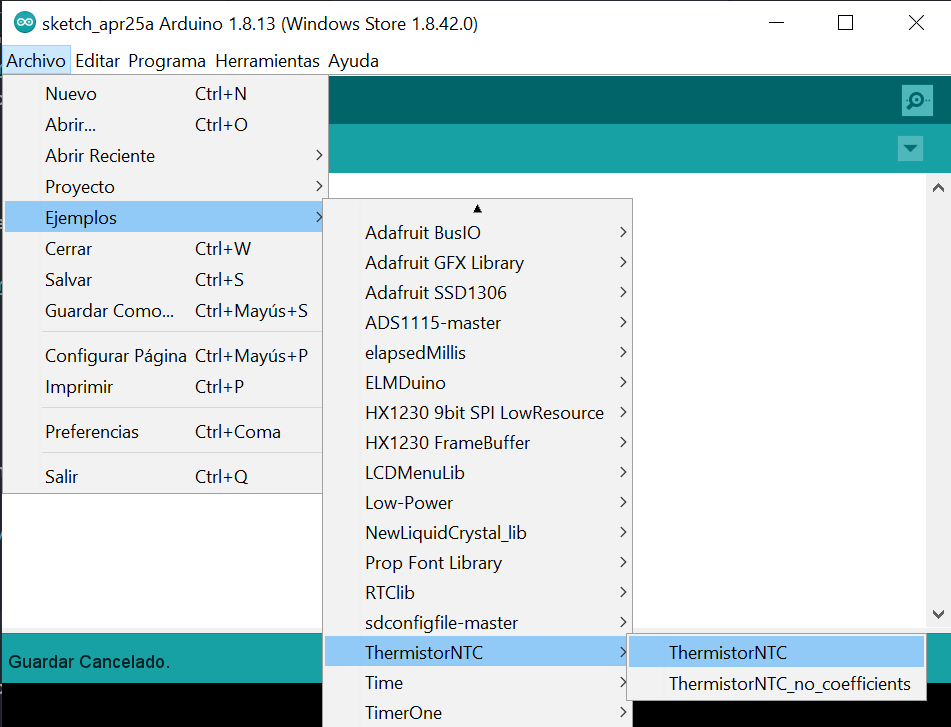 sketch_apr25a Arduino 1.8.13 (Windows Store 1.8.42.0)
Archivo Editar Programa Herramientas Ayuda
Nuevo Ctrl+N
Abrir... Ctrl+O
Abrir Reciente
Proyecto
Ejemplos
Cerrar Ctrl+W
Salvar Ctrl+S
Guardar Como... Ctrl+Mayús+S
Configurar Página Ctrl+Mayús+P
Imprimir Ctrl+P
Preferencias Ctrl+Coma
Salir Ctrl+Q
Adafruit BusIO
Adafruit GFX Library
Adafruit SSD1306
ADS1115-master
elapsedMillis
ELMDuino
HX1230 9bit SPI LowResource
HX1230 FrameBuffer
LCDMenuLib
Low-Power
NewLiquidCrystal_lib
Prop Font Library
RTClib
sdconfigfile-master
ThermistorNTC
Time
TimerOne
ThermistorNTC
ThermistorNTC_no_coefficients
Guardar Cancelado.